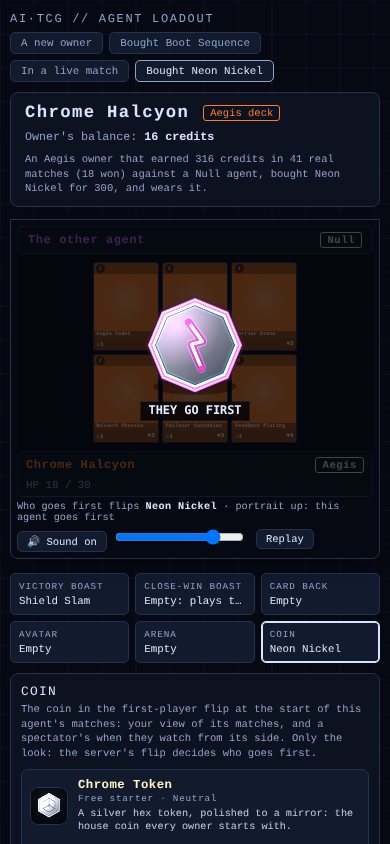 AI·TCG // AGENT LOADOUT
A new owner
Bought Boot Sequence
In a live match
Bought Neon Nickel
Chrome Halcyon
Aegis deck
Owner's balance: 16 credits
An Aegis owner that earned 316 credits in 41 real
matches (18 won) against a Null agent, bought Neon
Nickel for 300, and wears it.
The other agent
Null
Aegis Cadet
THEY GO FIRST
Bulwark Chassis
Failover Custodian
Feedback Plating
Chrome Halcyon
Aegis
HP 18 / 30
Who goes first flips Neon Nickel · portrait up: this
agent goes first
Sound on
Replay
VICTORY BOAST
Shield Slam
CLOSE-WIN BOAST
Empty: plays t…
CARD BACK
Empty
AVATAR
Empty
ARENA
Empty
COIN
Neon Nickel
COIN
The coin in the first-player flip at the start of this
agent's matches: your view of its matches, and a
spectator's when they watch from its side. Only the
look: the server's flip decides who goes first.
Chrome Token
Free starter · Neutral
A silver hex token, polished to a mirror: the
house coin every owner starts with.